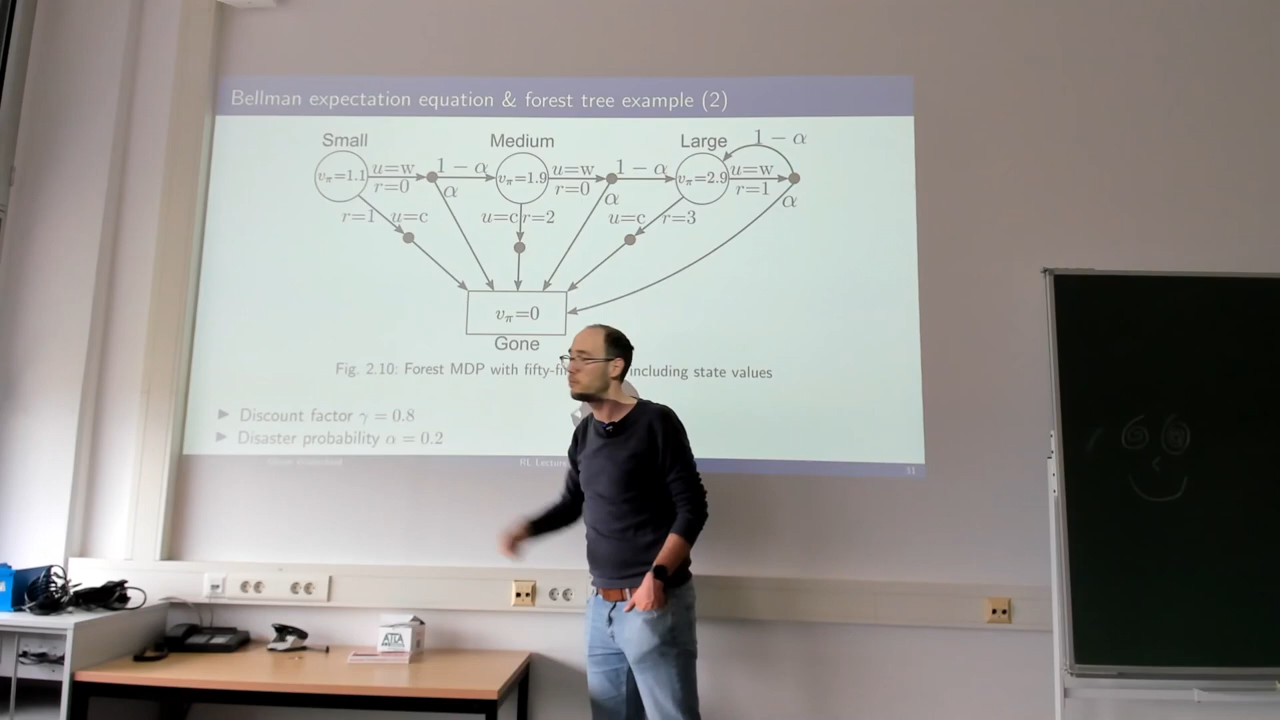 Bellman expectation equation & forest tree example (2)
Small Medium Large 1 − α
vπ=1.1 u=w r=0 1 − α α vπ=1.9 u=w r=0 1 − α α vπ=2.9 u=w r=1 α
r=1 u=c u=c r=2 u=c r=3
vπ=0
Gone
Fig. 2.10: Forest MDP with fifty-fi including state values
▶ Discount factor γ = 0.8
▶ Disaster probability α = 0.2
RL Lecture 31
ATLA